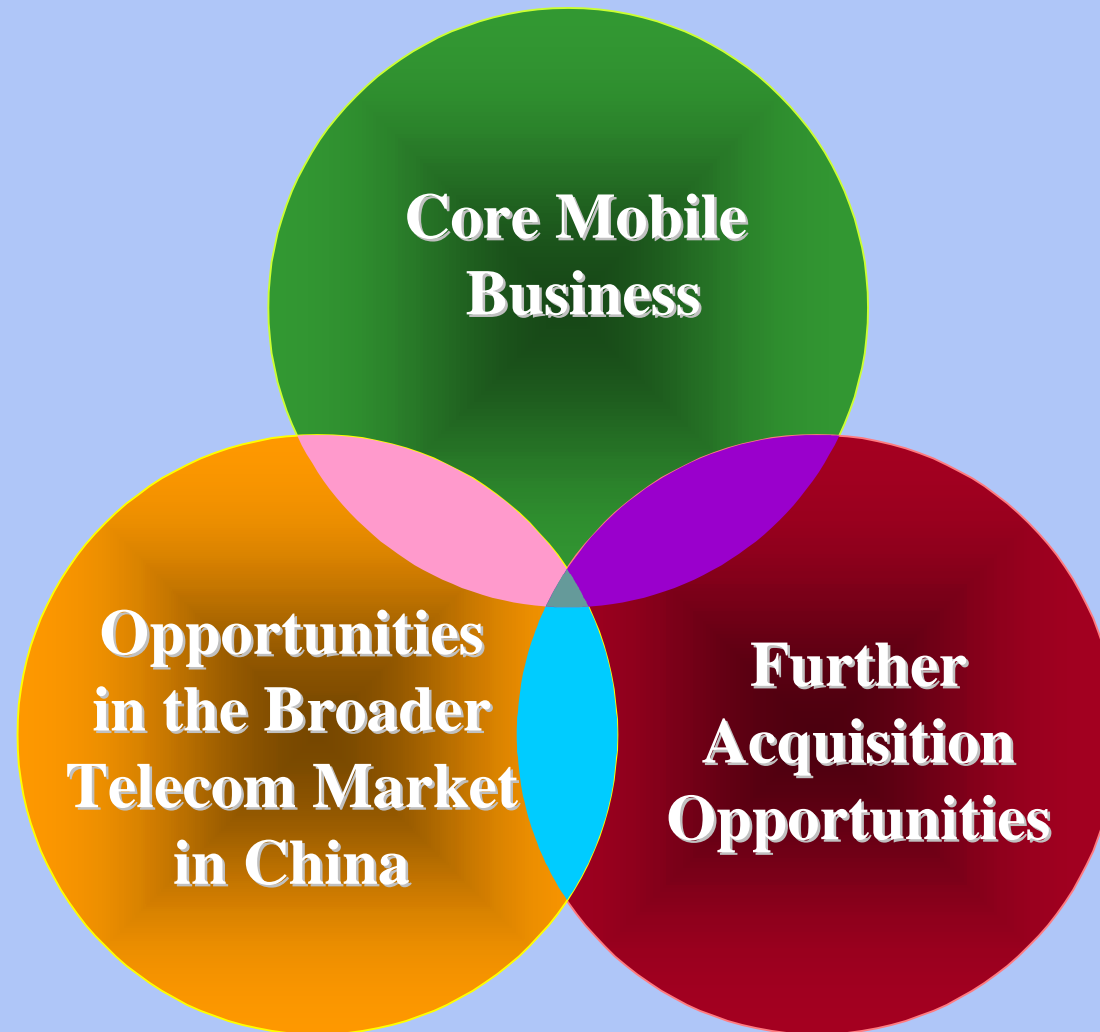 Core Mobile
Business
Opportunities
in the Broader
Telecom Market
in China
Further
Acquisition
Opportunities